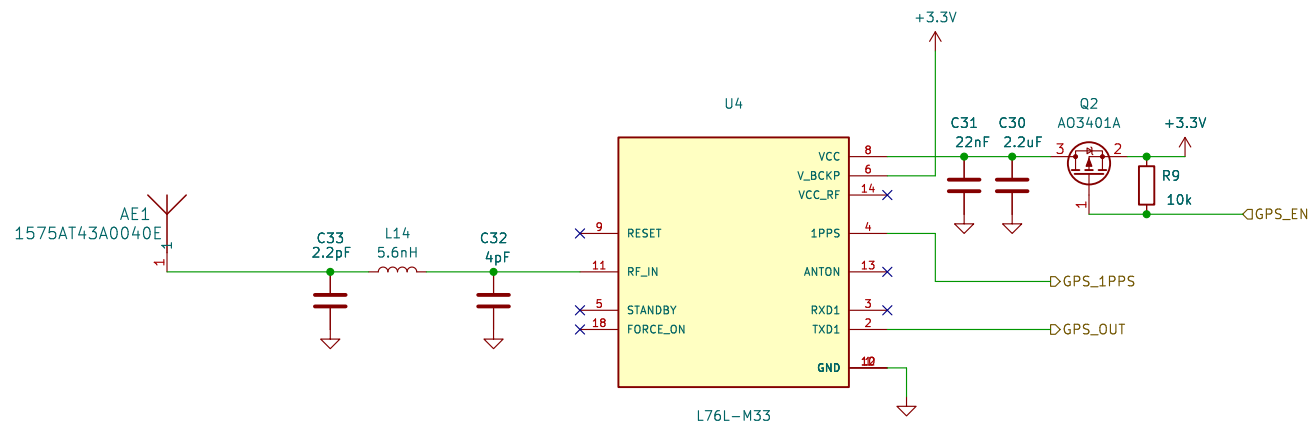 +3.3V
U4
Q2
AO3401A
+3.3V
C31
22nF
C30
2.2uF
VCC 8
3
2
V_BCKP 6
R9
10k
VCC_RF 14
1
AE1
1575AT43A0040E
1
1
GPS_EN
C33
2.2pF
L14
5.6nH
C32
4pF
9 RESET
1PPS 4
11 RF_IN
ANTON 13
GPS_1PPS
5 STANDBY
RXD1 3
18 FORCE_ON
TXD1 2
GPS_OUT
GND
L76L-M33